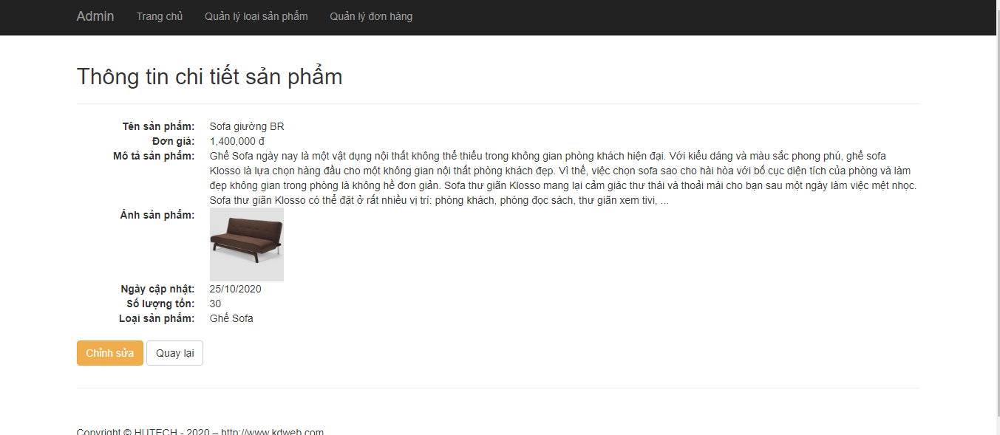 Admin Trang chủ Quản lý loại sản phẩm Quản lý đơn hàng
Thông tin chi tiết sản phẩm
Tên sản phẩm: Sofa giường BR
Đơn giá: 1,400,000 đ
Mô tả sản phẩm: Ghế Sofa ngày nay là một vật dụng nội thất không thể thiếu trong không gian phòng khách hiện đại. Với kiểu dáng và màu sắc phong phú, ghế sofa
Klosso là lựa chọn hàng đầu cho một không gian nội thất phòng khách đẹp. Vì thế, việc chọn sofa sao cho hài hòa với bố cục diện tích của phòng và làm
đẹp không gian trong phòng là không hề đơn giản. Sofa thư giãn Klosso mang lại cảm giác thư thái và thoải mái cho bạn sau một ngày làm việc mệt nhọc.
Sofa thư giãn Klosso có thể đặt ở rất nhiều vị trí: phòng khách, phòng đọc sách, thư giãn xem tivi, ...
Ảnh sản phẩm:
Ngày cập nhật: 25/10/2020
Số lượng tồn: 30
Loại sản phẩm: Ghế Sofa
Chỉnh sửa Quay lại
Copyright © HUTECH - 2020 – http://www.kdweb.com